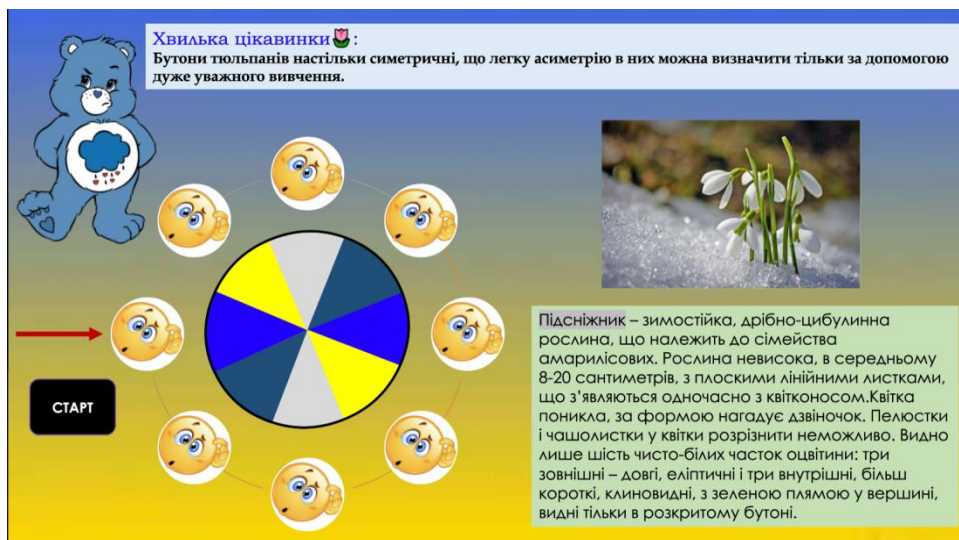 Хвилька цікавинки🌷:
Бутони тюльпанів настільки симетричні, що легку асиметрію в них можна визначити тільки за допомогою
дуже уважного вивчення.
СТАРТ
Підсніжник – зимостійка, дрібно-цибулинна
рослина, що належить до сімейства
амарилісових. Рослина невисока, в середньому
8-20 сантиметрів, з плоскими лінійними листками,
що з’являються одночасно з квітконосом.Квітка
поникла, за формою нагадує дзвіночок. Пелюстки
і чашолистки у квітки розрізнити неможливо. Видно
лише шість чисто-білих часток оцвітини: три
зовнішні – довгі, еліптичні і три внутрішні, більш
короткі, клиновидні, з зеленою плямою у вершині,
видні тільки в розкритому бутоні.